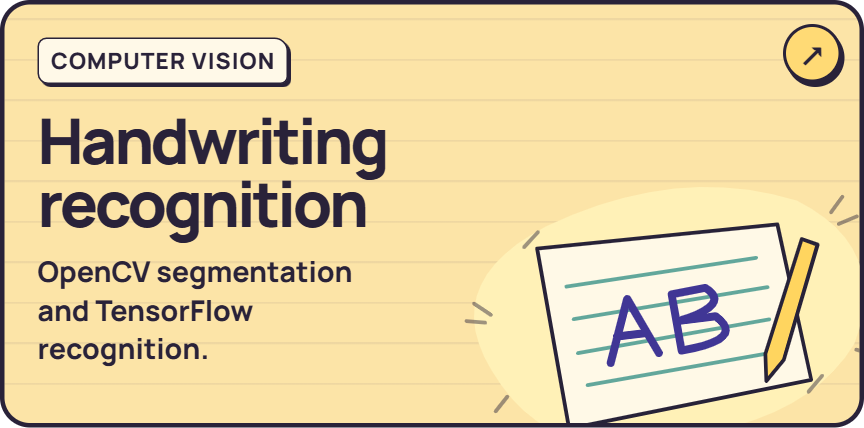 COMPUTER VISION
↗
Handwriting
recognition
OpenCV segmentation
and TensorFlow
recognition.
AB